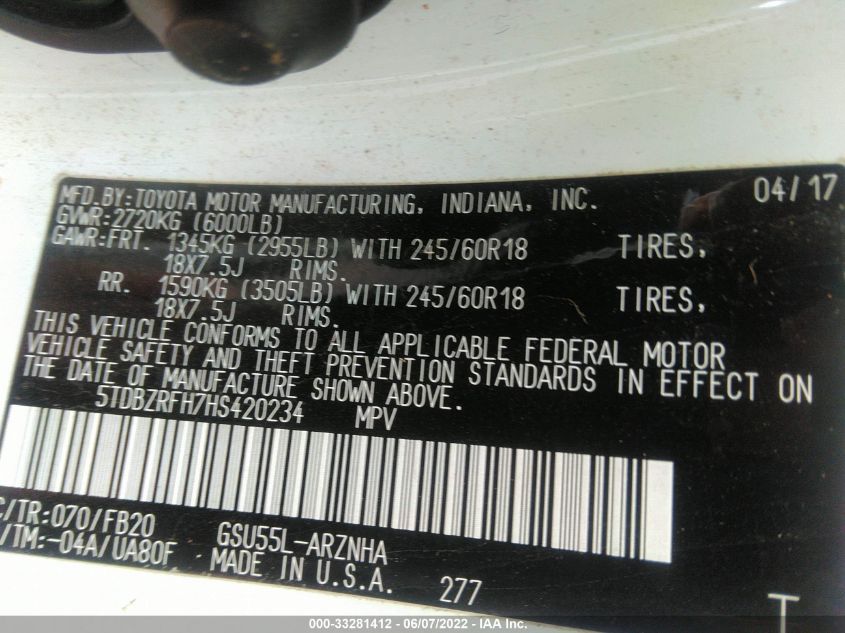 MFD.BY:TOYOTA MOTOR MANUFACTURING, INDIANA, INC. 04/17
GVWR:2720KG (6000LB)
GAWR:FRT. 1345KG (2955LB) WITH 245/60R18 TIRES,
18X7.5J RIMS.
RR. 1590KG (3505LB) WITH 245/60R18 TIRES,
18X7.5J RIMS.
THIS VEHICLE CONFORMS TO ALL APPLICABLE FEDERAL MOTOR
VEHICLE SAFETY AND THEFT PREVENTION STANDARDS IN EFFECT ON
THE DATE OF MANUFACTURE SHOWN ABOVE.
5TDBZRFH7HS420234 MPV
C/TR:070/FB20 GSU55L-ARZNHA
/TM:-04A/UA80F MADE IN U.S.A. 277
T
000-33281412 - 06/07/2022 - IAA Inc.